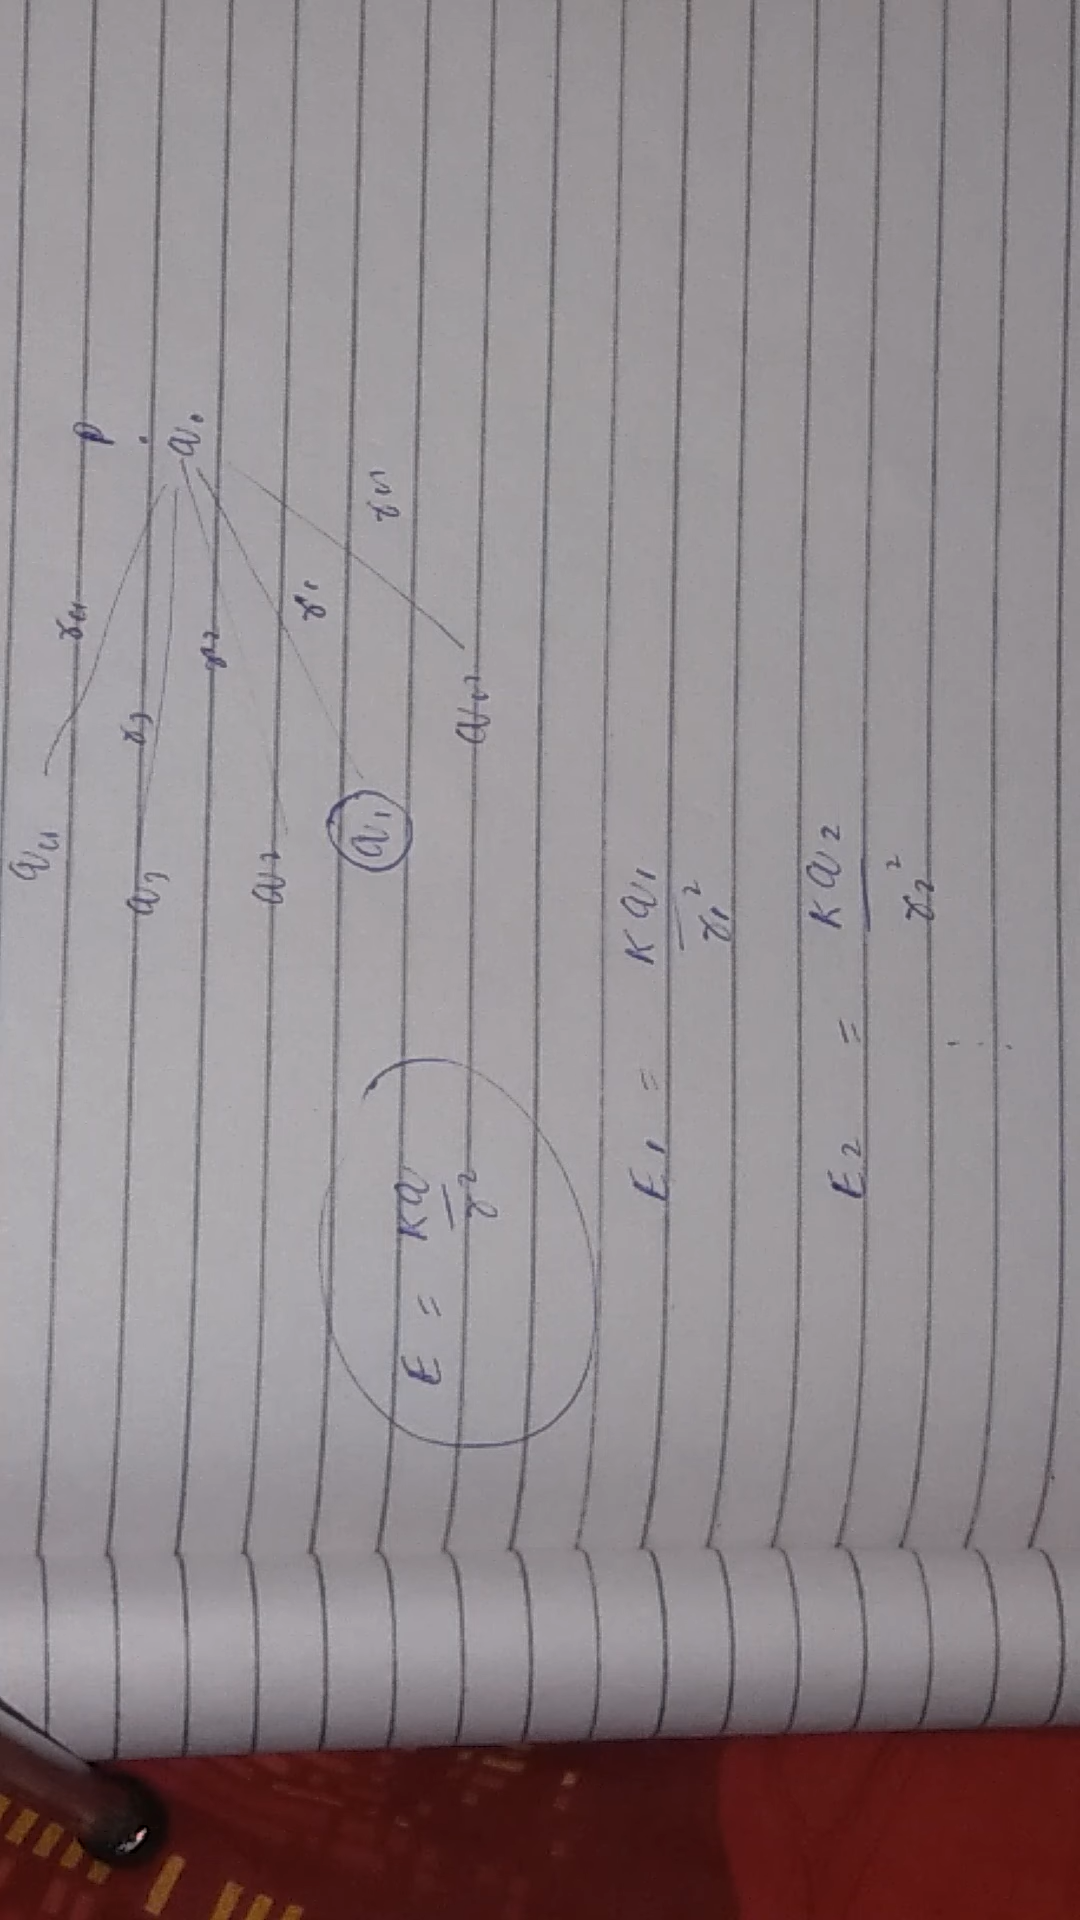 P
q₀
r₄
r₃
r₂
r₁
q₄
q₃
q₂
q₁
E = Kq/r²
E₁ = Kq₁/r₁²
E₂ = Kq₂/r₂²